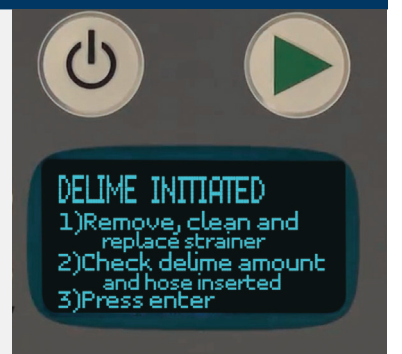 DELIME INITIATED
1)Remove, clean and
replace strainer
2)Check delime amount
and hose inserted
3)Press enter